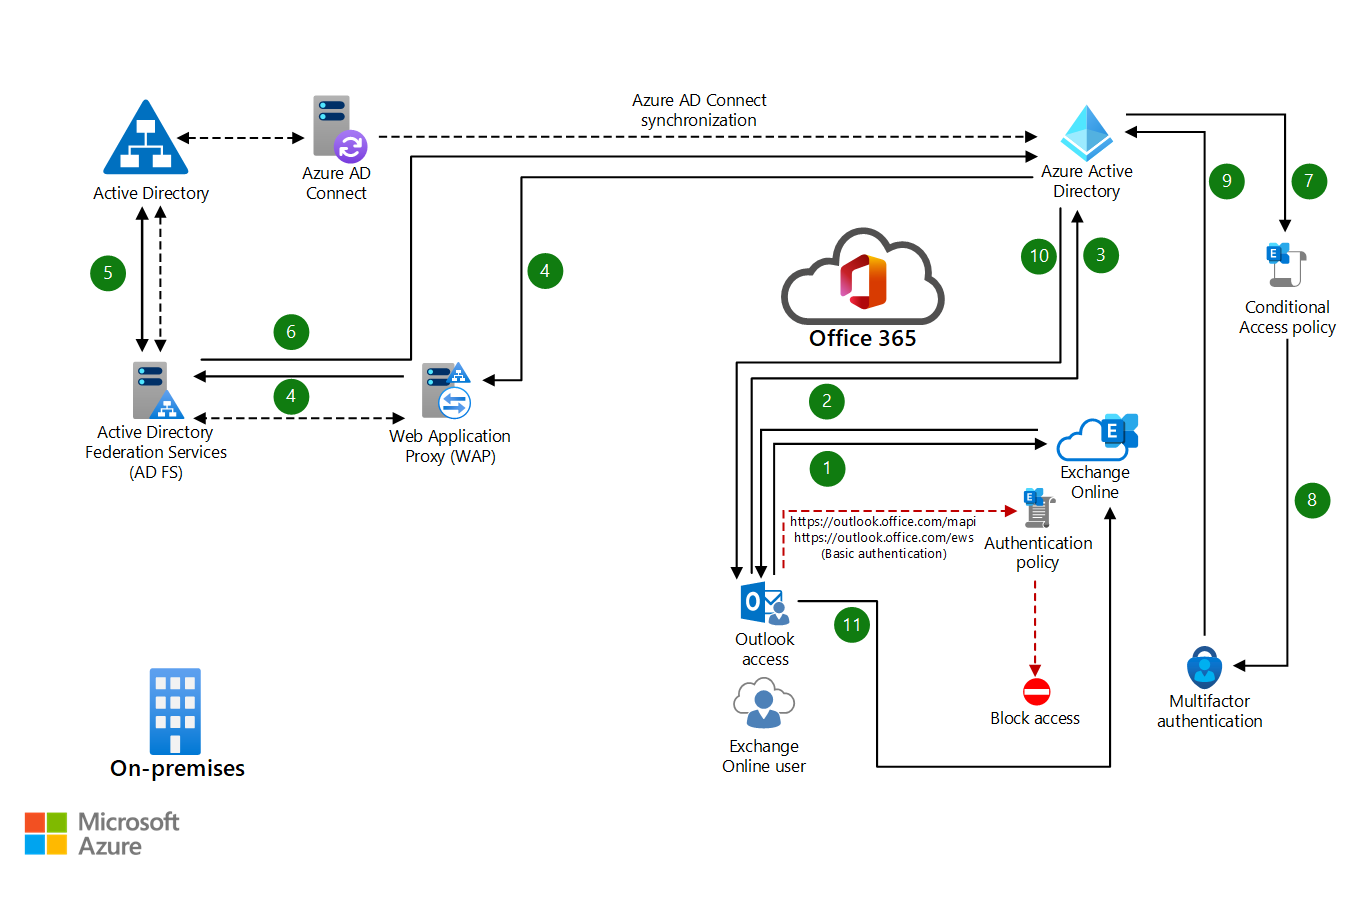 Azure AD Connect
synchronization
Active Directory
Azure AD
Connect
Azure Active
Directory
9
7
5
4
10
3
Conditional
Access policy
Office 365
6
4
2
Active Directory
Federation Services
(AD FS)
Web Application
Proxy (WAP)
1
E
Exchange
Online
8
E
E
https://outlook.office.com/mapi
https://outlook.office.com/ews
(Basic authentication)
Authentication
policy
O
11
Outlook
access
Block access
Multifactor
authentication
Exchange
Online user
On-premises
Microsoft
Azure